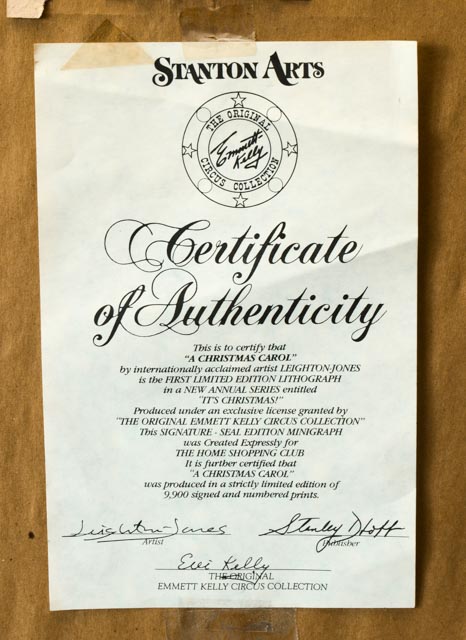 STANTON ARTS
THE ORIGINAL
Emmett
Kelly
CIRCUS COLLECTION
Certificate
of Authenticity
This is to certify that
"A CHRISTMAS CAROL"
by internationally acclaimed artist LEIGHTON-JONES
is the FIRST LIMITED EDITION LITHOGRAPH
in a NEW ANNUAL SERIES entitled
"IT'S CHRISTMAS!"
Produced under an exclusive license granted by
"THE ORIGINAL EMMETT KELLY CIRCUS COLLECTION"
This SIGNATURE - SEAL EDITION MINIGRAPH
was Created Expressly for
THE HOME SHOPPING CLUB
It is further certified that
"A CHRISTMAS CAROL"
was produced in a strictly limited edition of
9,900 signed and numbered prints.
Leighton-Jones Stanley
Artist Publisher
Evi Kelly
THE ORIGINAL
EMMETT KELLY CIRCUS COLLECTION